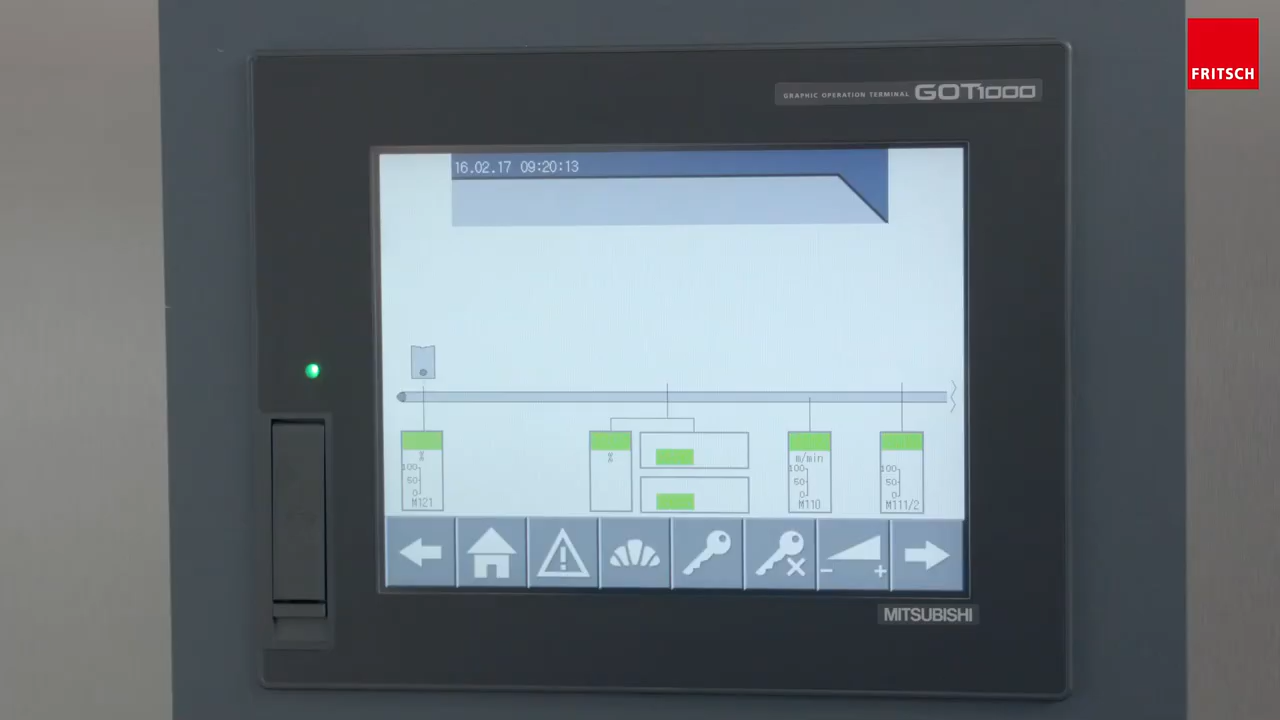 FRITSCH
GRAPHIC OPERATION TERMINAL GOT1000
16.02.17 09:20:13
% % m/min %
100 100 100
50 50 50
0 0 0
M121 M110 M111/2
MITSUBISHI